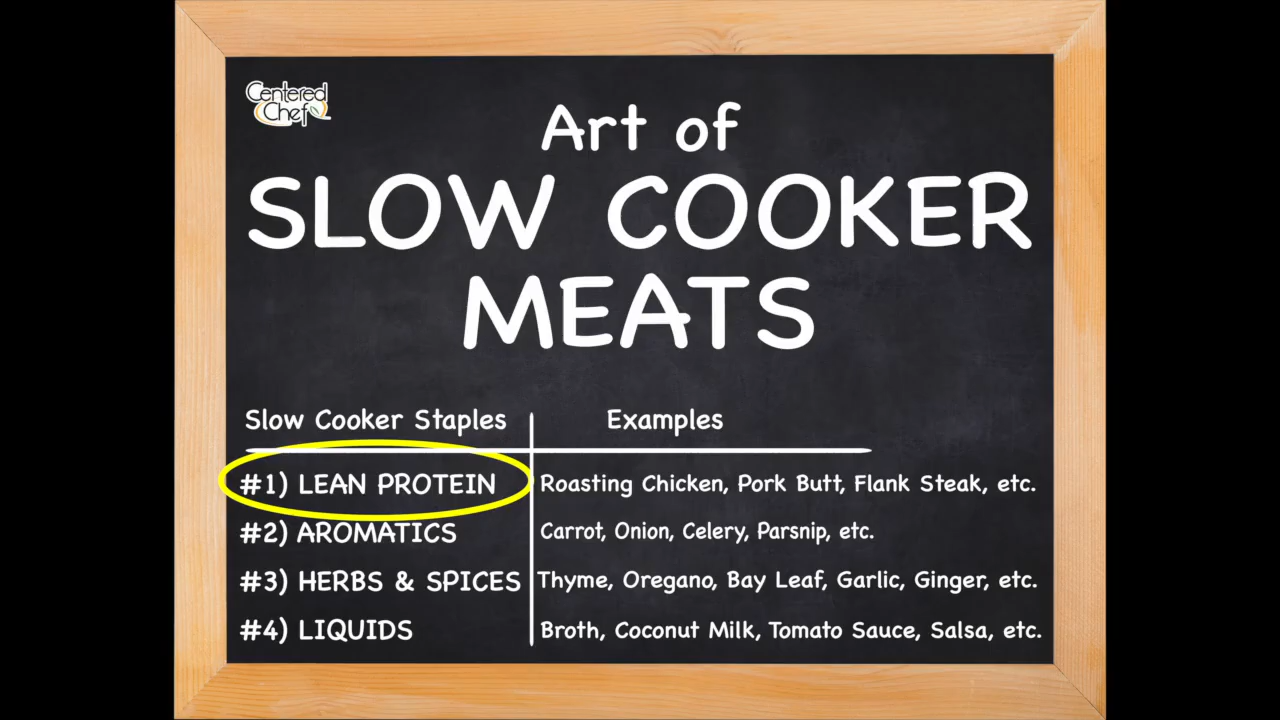 Centered
Chef
Art of
SLOW COOKER
MEATS
Slow Cooker Staples Examples
#1) LEAN PROTEIN Roasting Chicken, Pork Butt, Flank Steak, etc.
#2) AROMATICS Carrot, Onion, Celery, Parsnip, etc.
#3) HERBS & SPICES Thyme, Oregano, Bay Leaf, Garlic, Ginger, etc.
#4) LIQUIDS Broth, Coconut Milk, Tomato Sauce, Salsa, etc.